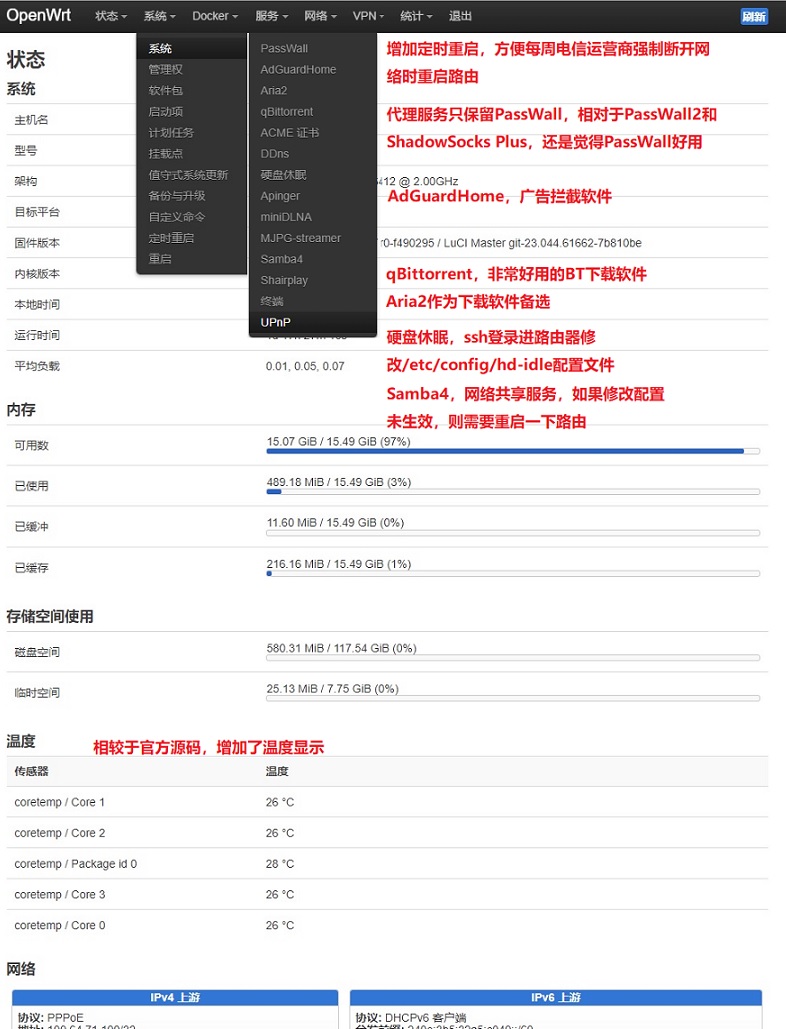 OpenWrt 状态 系统 Docker 服务 网络 VPN 统计 退出 刷新
系统
管理权
软件包
启动项
计划任务
挂载点
值守式系统更新
备份与升级
自定义命令
定时重启
重启
PassWall
AdGuardHome
Aria2
qBittorrent
ACME 证书
DDns
硬盘休眠
Apinger
miniDLNA
MJPG-streamer
Samba4
Shairplay
终端
UPnP
增加定时重启，方便每周电信运营商强制断开网
络时重启路由
代理服务只保留PassWall，相对于PassWall2和
ShadowSocks Plus，还是觉得PassWall好用
AdGuardHome，广告拦截软件
qBittorrent，非常好用的BT下载软件
Aria2作为下载软件备选
硬盘休眠，ssh登录进路由器修
改/etc/config/hd-idle配置文件
Samba4，网络共享服务，如果修改配置
未生效，则需要重启一下路由
状态
系统
主机名
型号
架构 @ 2.00GHz
目标平台
固件版本 r0-f490295 / LuCI Master git-23.044.61662-7b810be
内核版本
本地时间
运行时间
平均负载 0.01, 0.05, 0.07
内存
可用数 15.07 GiB / 15.49 GiB (97%)
已使用 489.18 MiB / 15.49 GiB (3%)
已缓冲 11.60 MiB / 15.49 GiB (0%)
已缓存 216.16 MiB / 15.49 GiB (1%)
存储空间使用
磁盘空间 580.31 MiB / 117.54 GiB (0%)
临时空间 25.13 MiB / 7.75 GiB (0%)
温度
相较于官方源码，增加了温度显示
传感器 温度
coretemp / Core 1 26 °C
coretemp / Core 2 26 °C
coretemp / Package id 0 28 °C
coretemp / Core 3 26 °C
coretemp / Core 0 26 °C
网络
IPv4 上游 IPv6 上游
协议: PPPoE 协议: DHCPv6 客户端